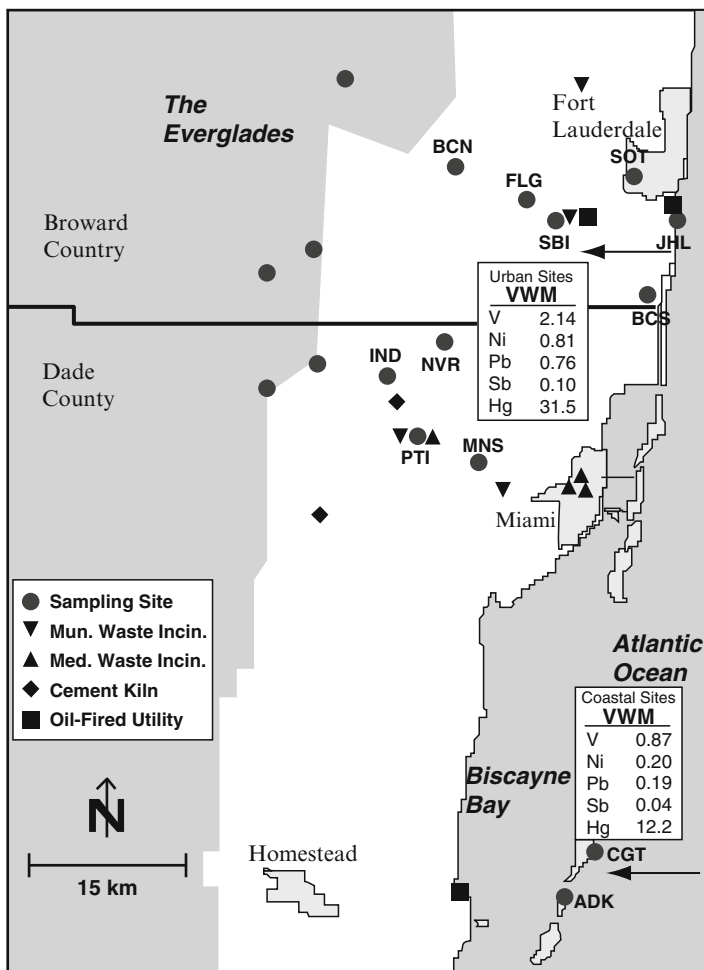 The
Everglades
Fort
Lauderdale
BCN
SOT
FLG
SBI
JHL
Broward
Country
Urban Sites
VWM
V 2.14
Ni 0.81
Pb 0.76
Sb 0.10
Hg 31.5
BCS
Dade
County
IND
NVR
PTI
MNS
Miami
Sampling Site
Mun. Waste Incin.
Med. Waste Incin.
Cement Kiln
Oil-Fired Utility
Atlantic
Ocean
Coastal Sites
VWM
V 0.87
Ni 0.20
Pb 0.19
Sb 0.04
Hg 12.2
Biscayne
Bay
N
15 km
Homestead
CGT
ADK